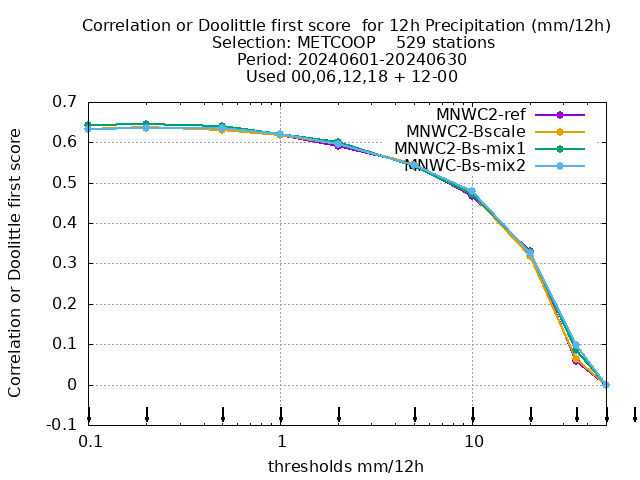 Correlation or Doolittle first score  for 12h Precipitation (mm/12h)
Selection: METCOOP    529 stations
Period: 20240601-20240630
Used 00,06,12,18 + 12-00
MNWC2-ref
MNWC2-Bscale
MNWC2-Bs-mix1
MNWC-Bs-mix2
Correlation or Doolittle first score
0.7
0.6
0.5
0.4
0.3
0.2
0.1
0
-0.1
0.1 1 10
thresholds mm/12h